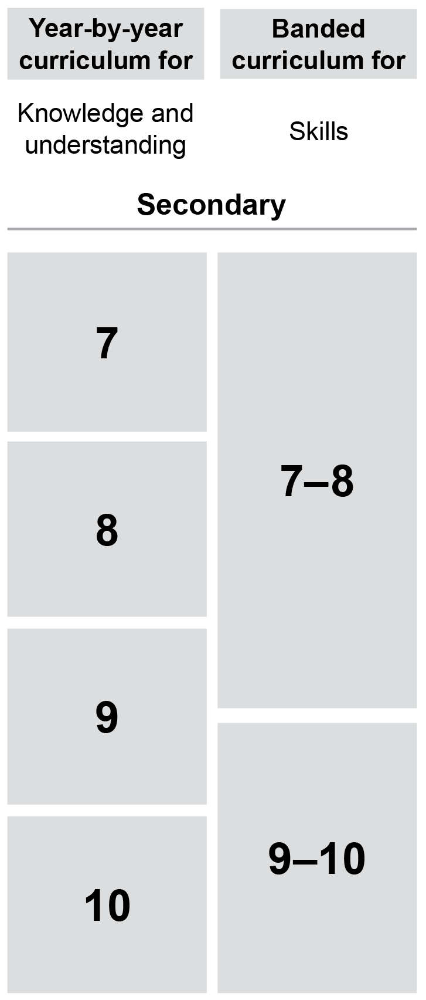 Year-by-year
curriculum for
Banded
curriculum for
Knowledge and
understanding
Skills
Secondary
7
8
9
10
7–8
9–10